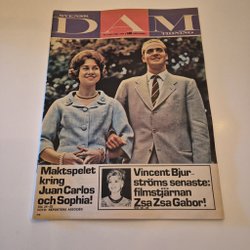 SVENSK
DAM
TIDNING
Maktspelet
kring
Juan Carlos
och Sophia!
Vincent Bjur-
ströms senaste:
filmstjärnan
Zsa Zsa Gabor!